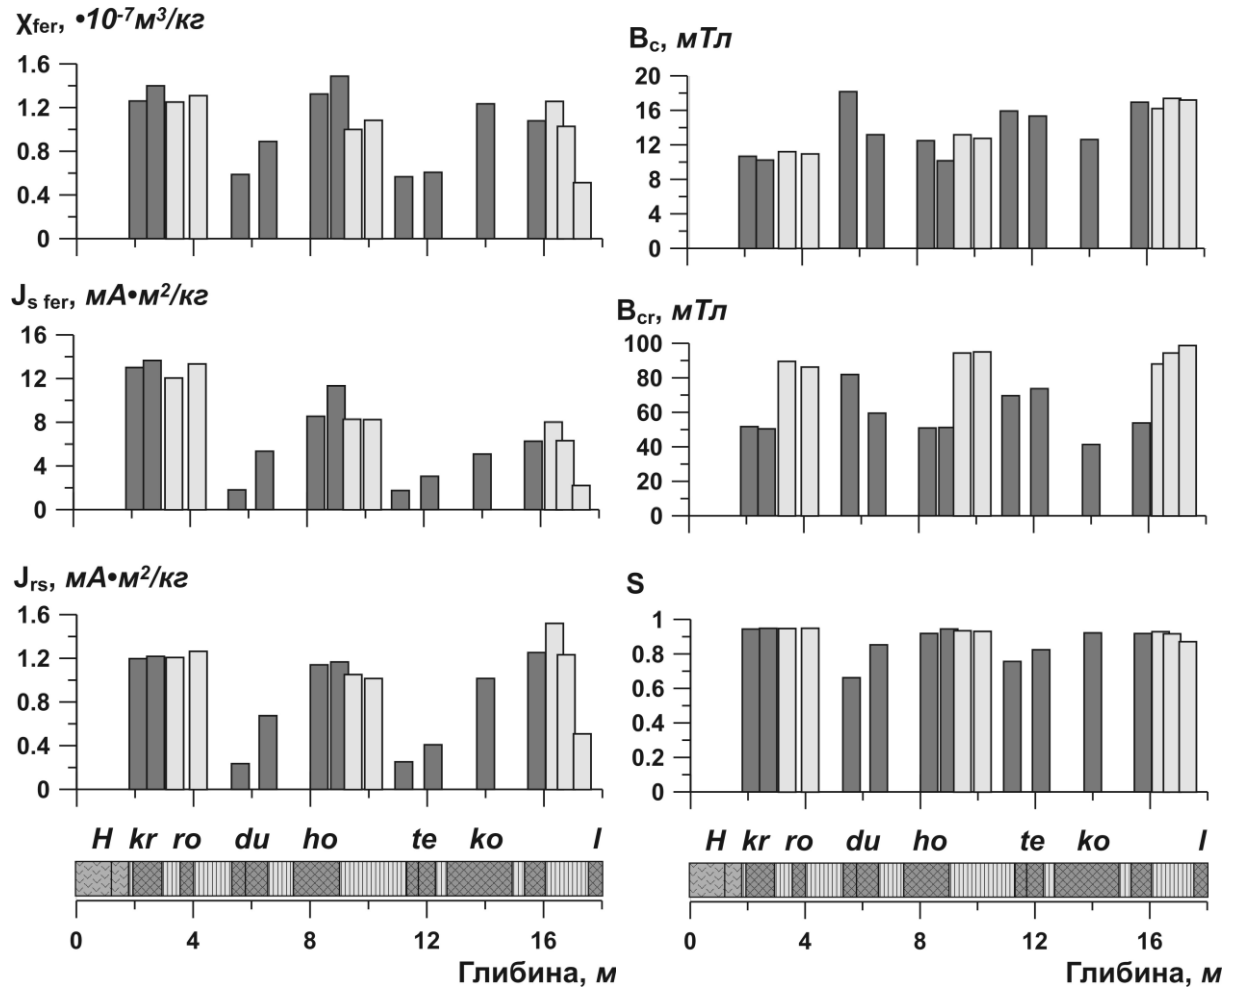 χfer, •10⁻⁷м³/кг
1.6
1.2
0.8
0.4
0
Bc, мТл
20
16
12
8
4
0
Js fer, мА•м²/кг
16
12
8
4
0
Bcr, мТл
100
80
60
40
20
0
Jrs, мА•м²/кг
1.6
1.2
0.8
0.4
0
S
1
0.8
0.6
0.4
0.2
0
H kr ro du ho te ko l
0 4 8 12 16
Глибина, м
H kr ro du ho te ko l
0 4 8 12 16
Глибина, м